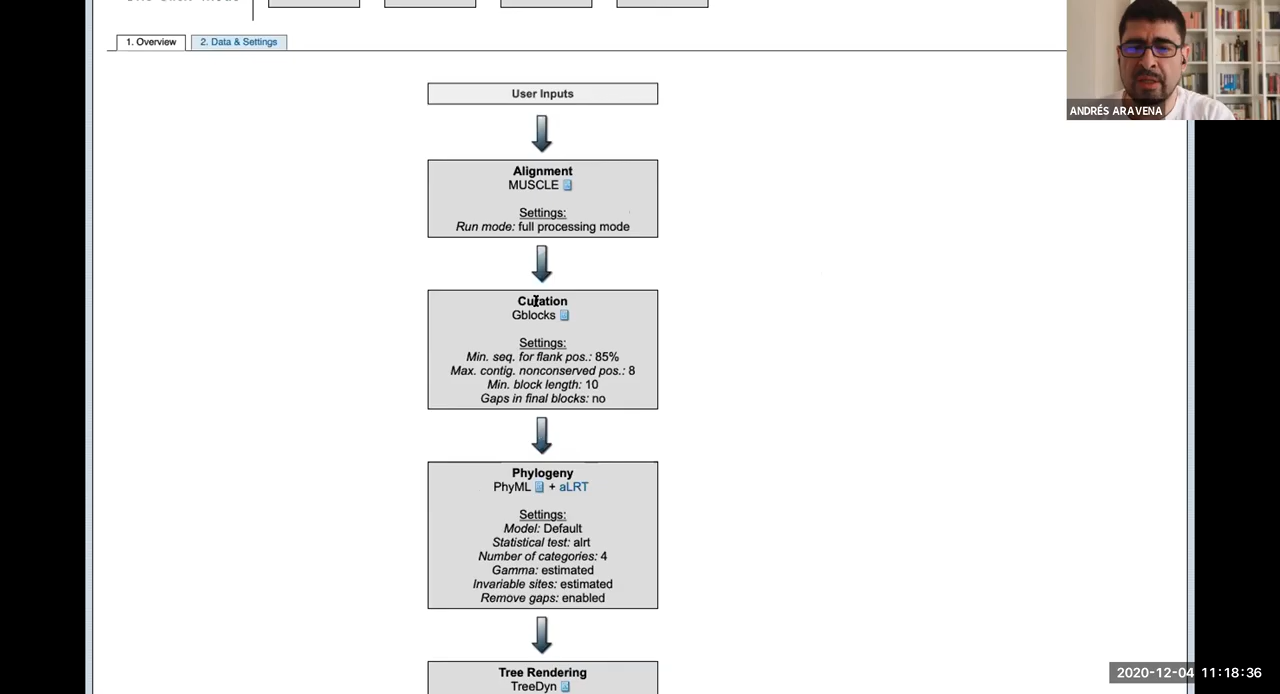 1. Overview
2. Data & Settings
ANDRÉS ARAVENA
User Inputs
Alignment
MUSCLE
Settings:
Run mode: full processing mode
Curation
Gblocks
Settings:
Min. seq. for flank pos.: 85%
Max. contig. nonconserved pos.: 8
Min. block length: 10
Gaps in final blocks: no
Phylogeny
PhyML + aLRT
Settings:
Model: Default
Statistical test: alrt
Number of categories: 4
Gamma: estimated
Invariable sites: estimated
Remove gaps: enabled
Tree Rendering
TreeDyn
2020-12-04 11:18:36